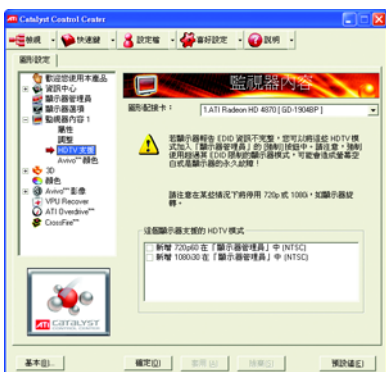 Catalyst Control Center
檢視
快速鍵
設定檔
喜好設定
說明
圖形設定
歡迎您使用本產品
資訊中心
顯示器管理員
顯示器選項
監視器內容 1
屬性
調整
HDTV 支援
Avivo™ 顏色
3D
顏色
Avivo™ 影像
VPU Recover
ATI Overdrive™
CrossFire™
ATI CATALYST
CONTROL CENTER
監視器內容
圖形配接卡：
1.ATI Radeon HD 4870 [ GD-1904BP ]
若顯示器報告 EDID 資訊不完整，您可以將這些 HDTV 模
式加入「顯示器管理員」的 [強制]按鈕中。請注意，強制
使用超過其 EDID 限制的顯示器模式，可能會造成螢幕空
白或是顯示器的永久故障！
請注意在某些情況下將停用 720p 或 1080i，如顯示器旋
轉。
這個顯示器支援的 HDTV 模式
新增 720p60 在「顯示器管理員」中 (NTSC)
新增 1080i30 在「顯示器管理員」中 (NTSC)
基本(B)...
確定(O)
套用(A)
捨棄(S)
預設值(E)